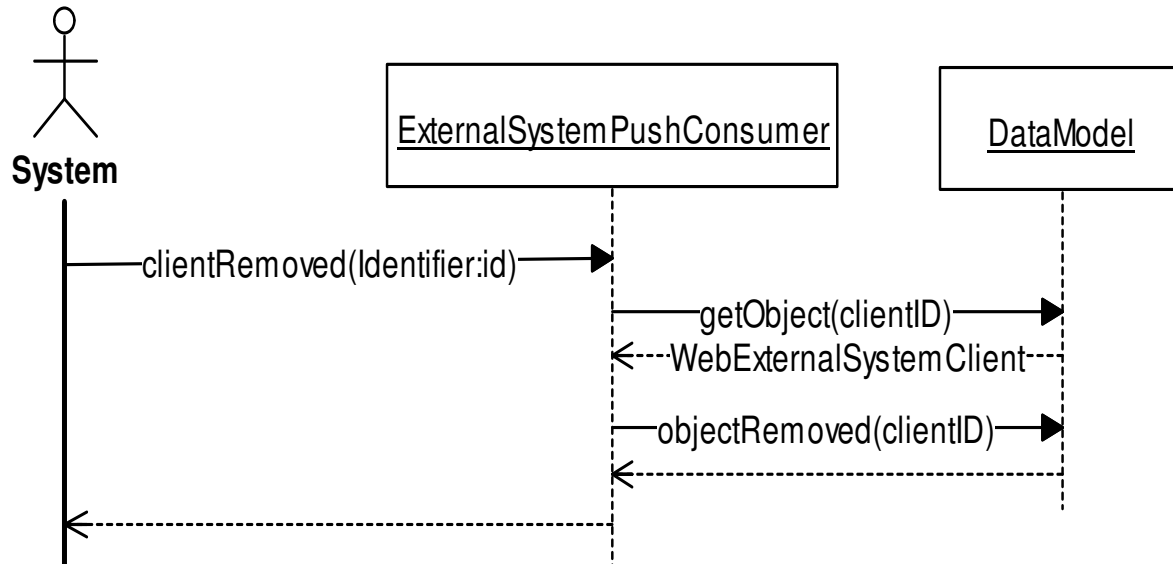 System
ExternalSystemPushConsumer
DataModel
clientRemoved(Identifier:id)
getObject(clientID)
WebExternalSystemClient
objectRemoved(clientID)